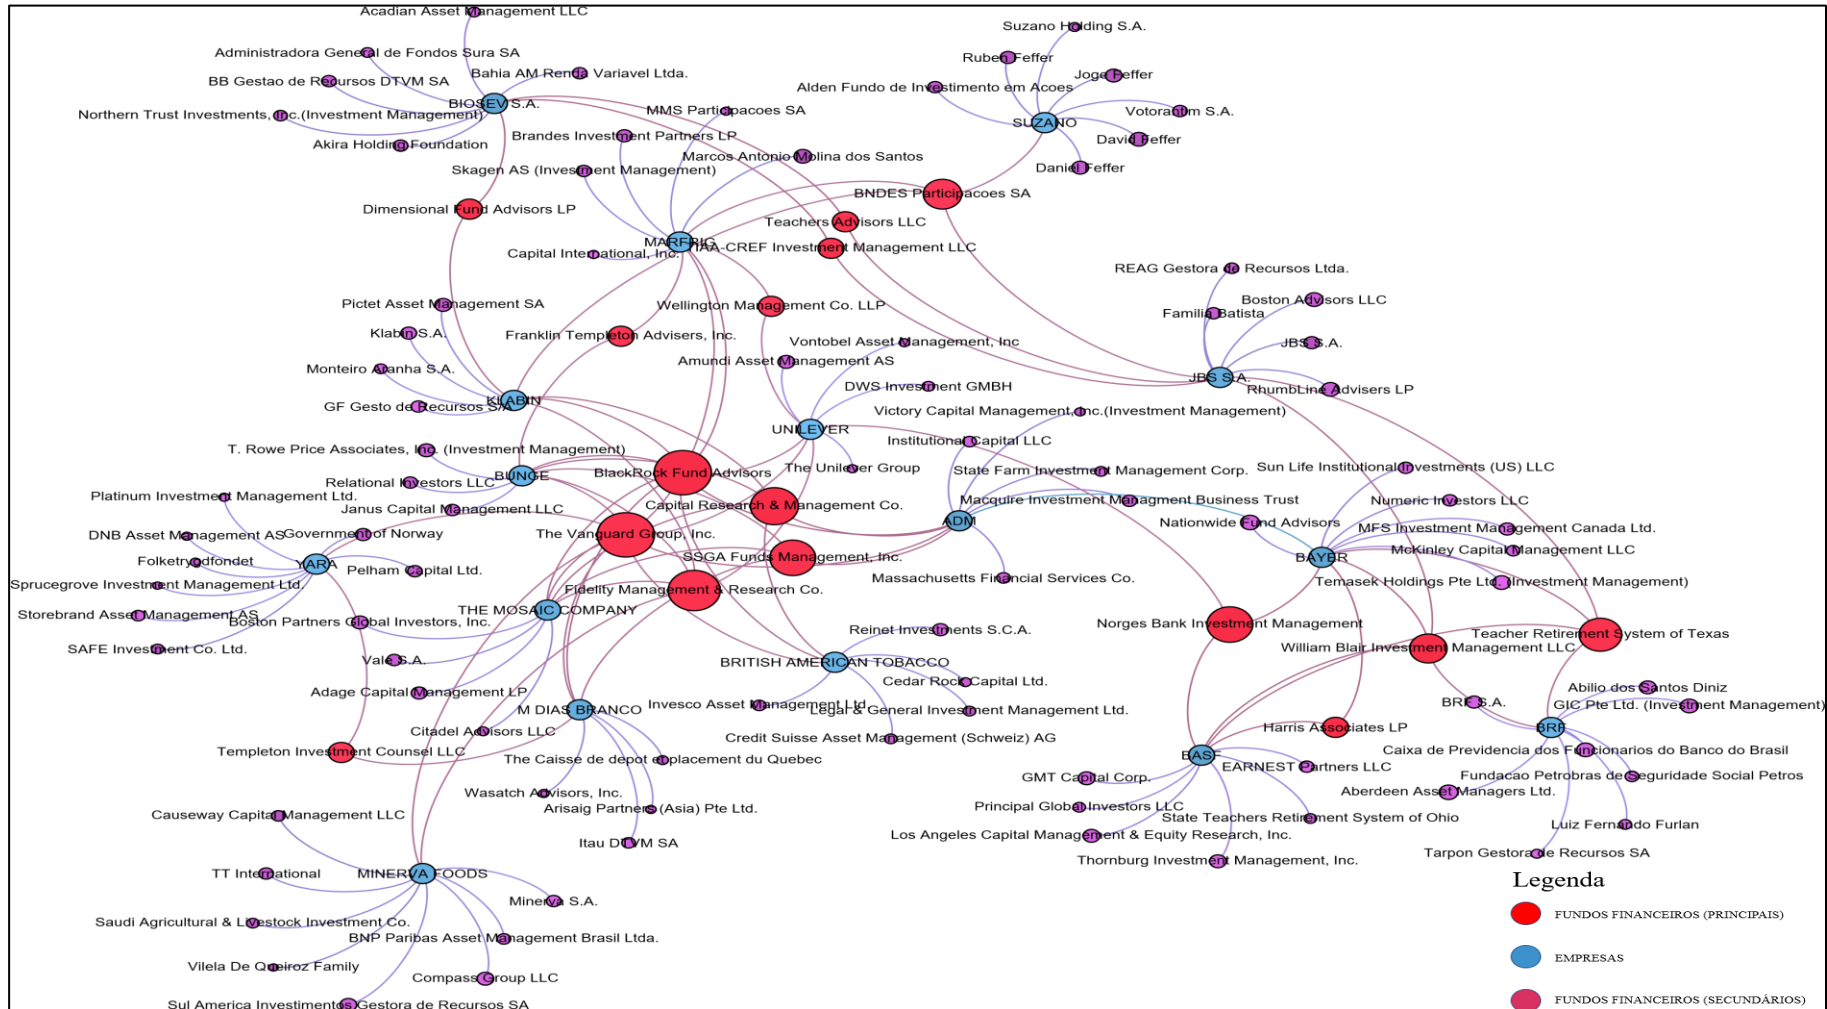 Acadian Asset Management LLC
Suzano Holding S.A.
Administradora General de Fondos Sura SA
Ruben Feffer
BB Gestao de Recursos DTVM SA
Bahia AM Renda Variavel Ltda.
Joge Feffer
Alden Fundo de Investimento em Acoes
BIOSEV S.A.
MMS Participacoes SA
Votorantim S.A.
Northern Trust Investments, Inc.(Investment Management)
SUZANO
Brandes Investment Partners LP
David Feffer
Akira Holding Foundation
Marcos Antonio Molina dos Santos
Skagen AS (Investment Management)
Daniel Feffer
BNDES Participacoes SA
Dimensional Fund Advisors LP
Teachers Advisors LLC
MARFRIG
TIAA-CREF Investment Management LLC
Capital International, Inc.
REAG Gestora de Recursos Ltda.
Pictet Asset Management SA
Wellington Management Co. LLP
Boston Advisors LLC
Familia Batista
Klabin S.A.
Franklin Templeton Advisers, Inc.
Vontobel Asset Management, Inc
JBS S.A.
Amundi Asset Management AS
Monteiro Aranha S.A.
JBS S.A.
DWS Investment GMBH
RhumbLine Advisers LP
KLABIN
GF Gesto de Recursos S/A
Victory Capital Management, Inc.(Investment Management)
UNILEVER
Institutional Capital LLC
T. Rowe Price Associates, Inc. (Investment Management)
BUNGE
BlackRock Fund Advisors
The Unilever Group
State Farm Investment Management Corp.
Sun Life Institutional Investments (US) LLC
Relational Investors LLC
Platinum Investment Management Ltd.
Capital Research & Management Co.
Macquire Investment Managment Business Trust
Numeric Investors LLC
Janus Capital Management LLC
ADM
Nationwide Fund Advisors
MFS Investment Management Canada Ltd.
DNB Asset Management AS
Government of Norway
The Vanguard Group, Inc.
McKinley Capital Management LLC
Folketrygdfondet
YARA
SSGA Funds Management, Inc.
BAYER
Pelham Capital Ltd.
Massachusetts Financial Services Co.
Temasek Holdings Pte Ltd. (Investment Management)
Sprucegrove Investment Management Ltd.
Fidelity Management & Research Co.
THE MOSAIC COMPANY
Storebrand Asset Management AS
Boston Partners Global Investors, Inc.
Reinet Investments S.C.A.
Norges Bank Investment Management
Teacher Retirement System of Texas
SAFE Investment Co. Ltd.
William Blair Investment Management LLC
Vale S.A.
BRITISH AMERICAN TOBACCO
Cedar Rock Capital Ltd.
Adage Capital Management LP
Abilio dos Santos Diniz
M DIAS BRANCO
Invesco Asset Management Ltd.
Legal & General Investment Management Ltd.
BRF S.A.
GIC Pte Ltd. (Investment Management)
Citadel Advisors LLC
Credit Suisse Asset Management (Schweiz) AG
Harris Associates LP
BRF
Templeton Investment Counsel LLC
The Caisse de depot et placement du Quebec
BASF
Caixa de Previdencia dos Funcionarios do Banco do Brasil
EARNEST Partners LLC
GMT Capital Corp.
Fundacao Petrobras de Seguridade Social Petros
Wasatch Advisors, Inc.
Aberdeen Asset Managers Ltd.
Arisaig Partners (Asia) Pte Ltd.
Principal Global Investors LLC
Causeway Capital Management LLC
State Teachers Retirement System of Ohio
Luiz Fernando Furlan
Los Angeles Capital Management & Equity Research, Inc.
Itau DTVM SA
Tarpon Gestora de Recursos SA
Thornburg Investment Management, Inc.
TT International
MINERVA FOODS
Legenda
Minerva S.A.
FUNDOS FINANCEIROS (PRINCIPAIS)
Saudi Agricultural & Livestock Investment Co.
BNP Paribas Asset Management Brasil Ltda.
EMPRESAS
Vilela De Queiroz Family
Compass Group LLC
FUNDOS FINANCEIROS (SECUNDÁRIOS)
Sul America Investimentos Gestora de Recursos SA